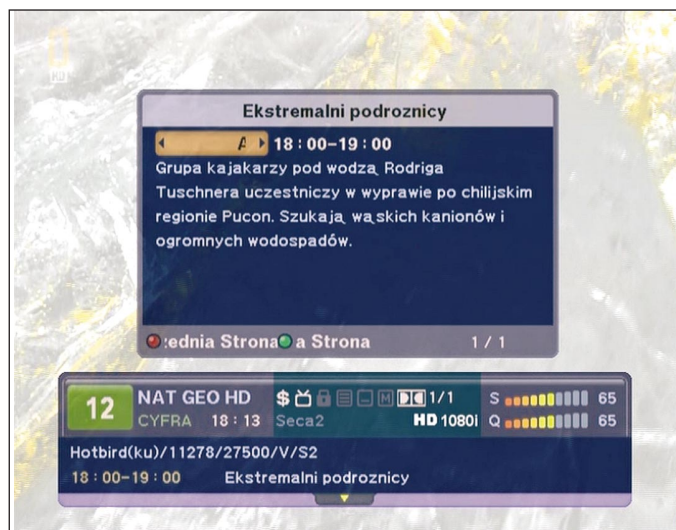 HD
Ekstremalni podroznicy
A 18:00-19:00
Grupa kajakarzy pod wodzą Rodriga
Tuschnera uczestniczy w wyprawie po chilijskim
regionie Pucon. Szukają wąskich kanionów i
ogromnych wodospadów.
zednia Strona a Strona 1/1
12 NAT GEO HD $ M 1/1 S 65
CYFRA 18:13 Seca2 HD 1080i Q 65
Hotbird(ku)/11278/27500/V/S2
18:00-19:00 Ekstremalni podroznicy